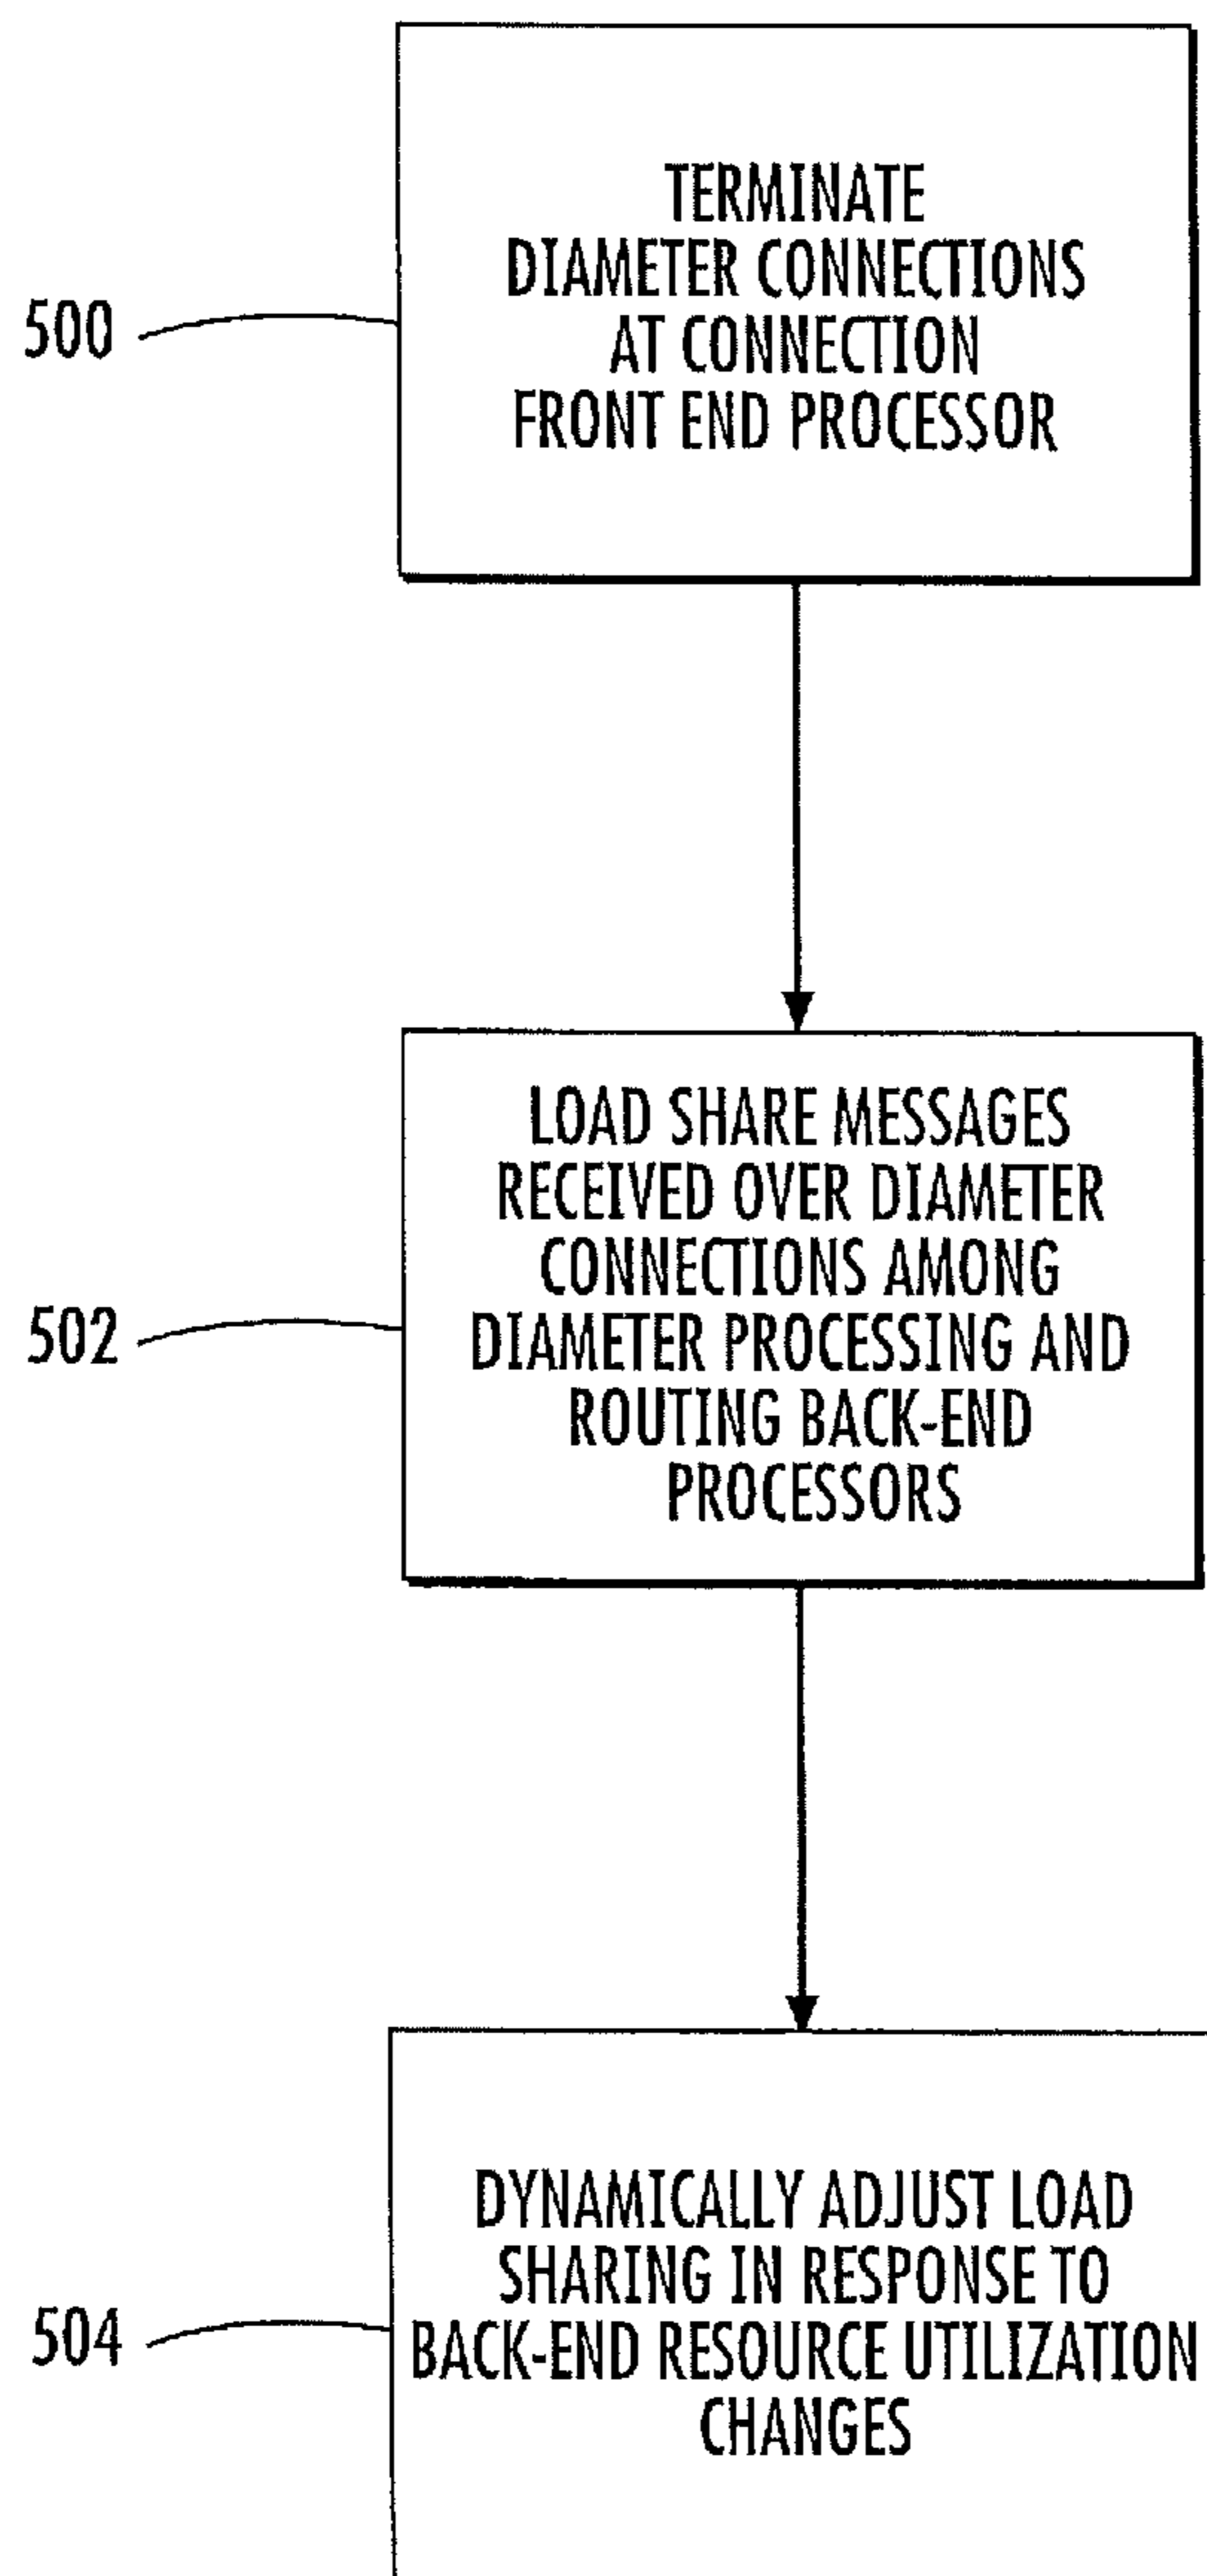 500
TERMINATE
DIAMETER CONNECTIONS
AT CONNECTION
FRONT END PROCESSOR
502
LOAD SHARE MESSAGES
RECEIVED OVER DIAMETER
CONNECTIONS AMONG
DIAMETER PROCESSING AND
ROUTING BACK-END
PROCESSORS
504
DYNAMICALLY ADJUST LOAD
SHARING IN RESPONSE TO
BACK-END RESOURCE UTILIZATION
CHANGES